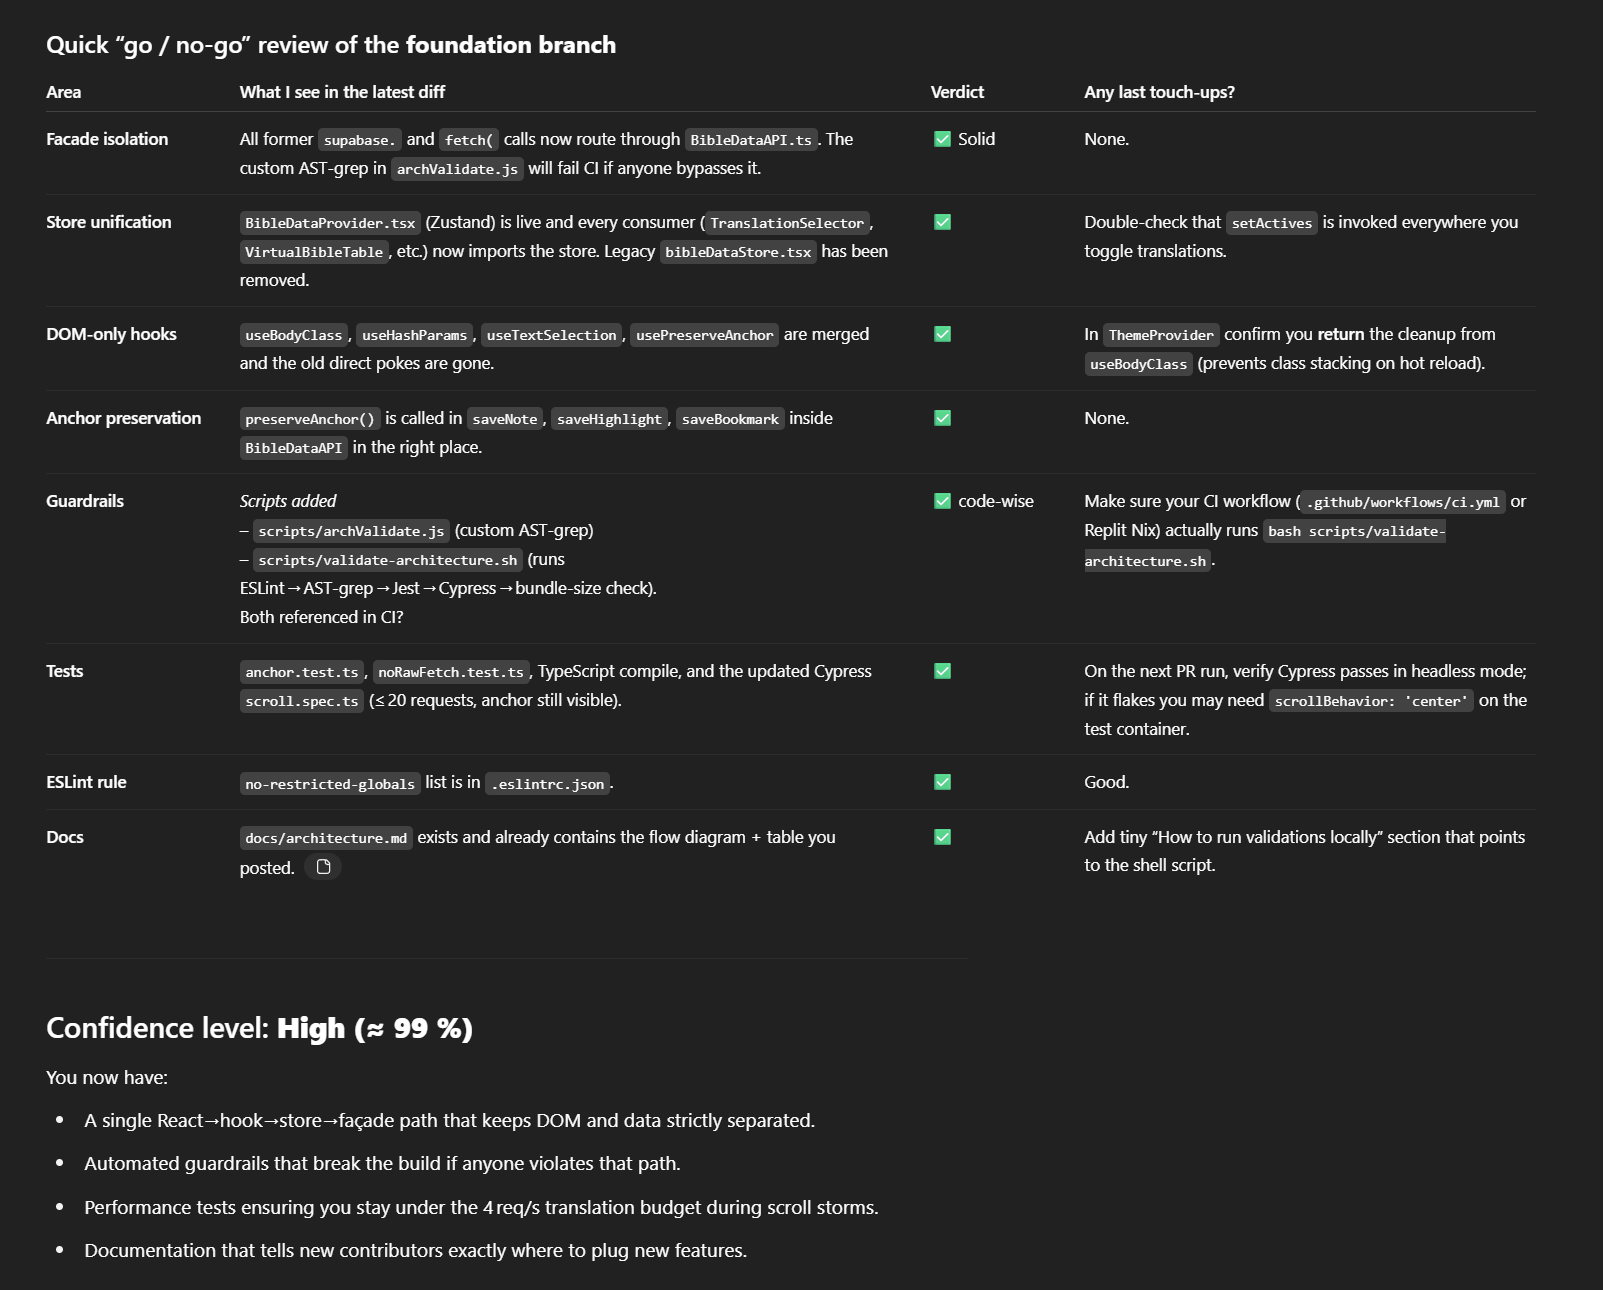 Quick “go / no-go” review of the foundation branch
Area
What I see in the latest diff
Verdict
Any last touch-ups?
Facade isolation
All former supabase. and fetch( calls now route through BibleDataAPI.ts. The
custom AST-grep in archValidate.js will fail CI if anyone bypasses it.
✅ Solid
None.
Store unification
BibleDataProvider.tsx (Zustand) is live and every consumer (TranslationSelector,
VirtualBibleTable, etc.) now imports the store. Legacy bibleDataStore.tsx has been
removed.
✅
Double-check that setActives is invoked everywhere you
toggle translations.
DOM-only hooks
useBodyClass, useHashParams, useTextSelection, usePreserveAnchor are merged
and the old direct pokes are gone.
✅
In ThemeProvider confirm you return the cleanup from
useBodyClass (prevents class stacking on hot reload).
Anchor preservation
preserveAnchor() is called in saveNote, saveHighlight, saveBookmark inside
BibleDataAPI in the right place.
✅
None.
Guardrails
Scripts added
– scripts/archValidate.js (custom AST-grep)
– scripts/validate-architecture.sh (runs
ESLint→AST-grep→Jest→Cypress→bundle-size check).
Both referenced in CI?
✅ code-wise
Make sure your CI workflow (.github/workflows/ci.yml or
Replit Nix) actually runs bash scripts/validate-
architecture.sh.
Tests
anchor.test.ts, noRawFetch.test.ts, TypeScript compile, and the updated Cypress
scroll.spec.ts (≤ 20 requests, anchor still visible).
✅
On the next PR run, verify Cypress passes in headless mode;
if it flakes you may need scrollBehavior: 'center' on the
test container.
ESLint rule
no-restricted-globals list is in .eslintrc.json.
✅
Good.
Docs
docs/architecture.md exists and already contains the flow diagram + table you
posted.
✅
Add tiny “How to run validations locally” section that points
to the shell script.
Confidence level: High (≈ 99 %)
You now have:
• A single React→hook→store→façade path that keeps DOM and data strictly separated.
• Automated guardrails that break the build if anyone violates that path.
• Performance tests ensuring you stay under the 4 req/s translation budget during scroll storms.
• Documentation that tells new contributors exactly where to plug new features.